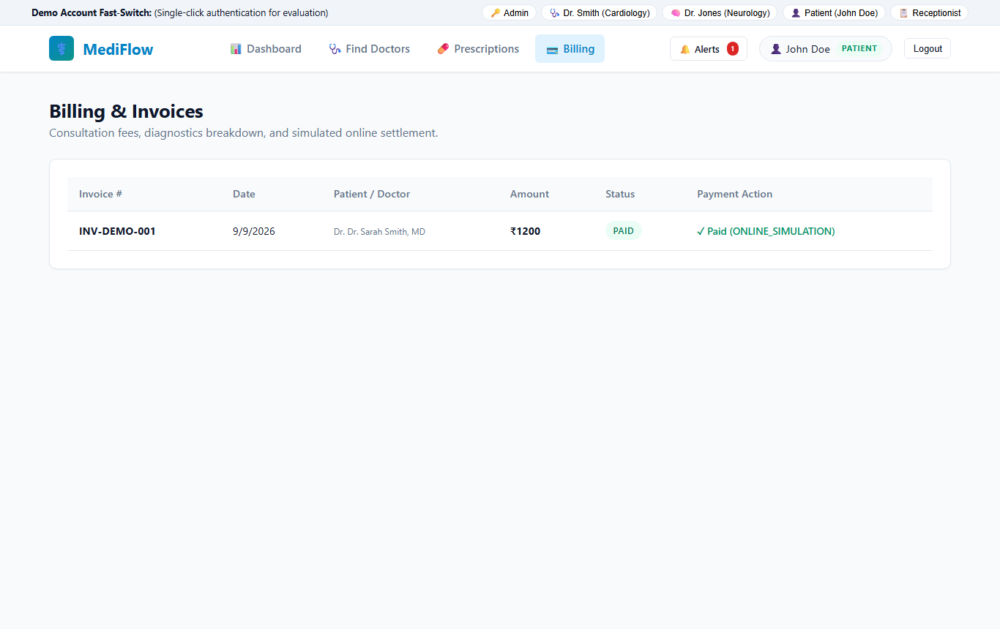 Demo Account Fast-Switch: (Single-click authentication for evaluation) Admin Dr. Smith (Cardiology) Dr. Jones (Neurology) Patient (John Doe) Receptionist
MediFlow Dashboard Find Doctors Prescriptions Billing Alerts 1 John Doe PATIENT Logout
Billing & Invoices
Consultation fees, diagnostics breakdown, and simulated online settlement.
Invoice # Date Patient / Doctor Amount Status Payment Action
INV-DEMO-001 9/9/2026 Dr. Dr. Sarah Smith, MD ₹1200 PAID ✓ Paid (ONLINE_SIMULATION)